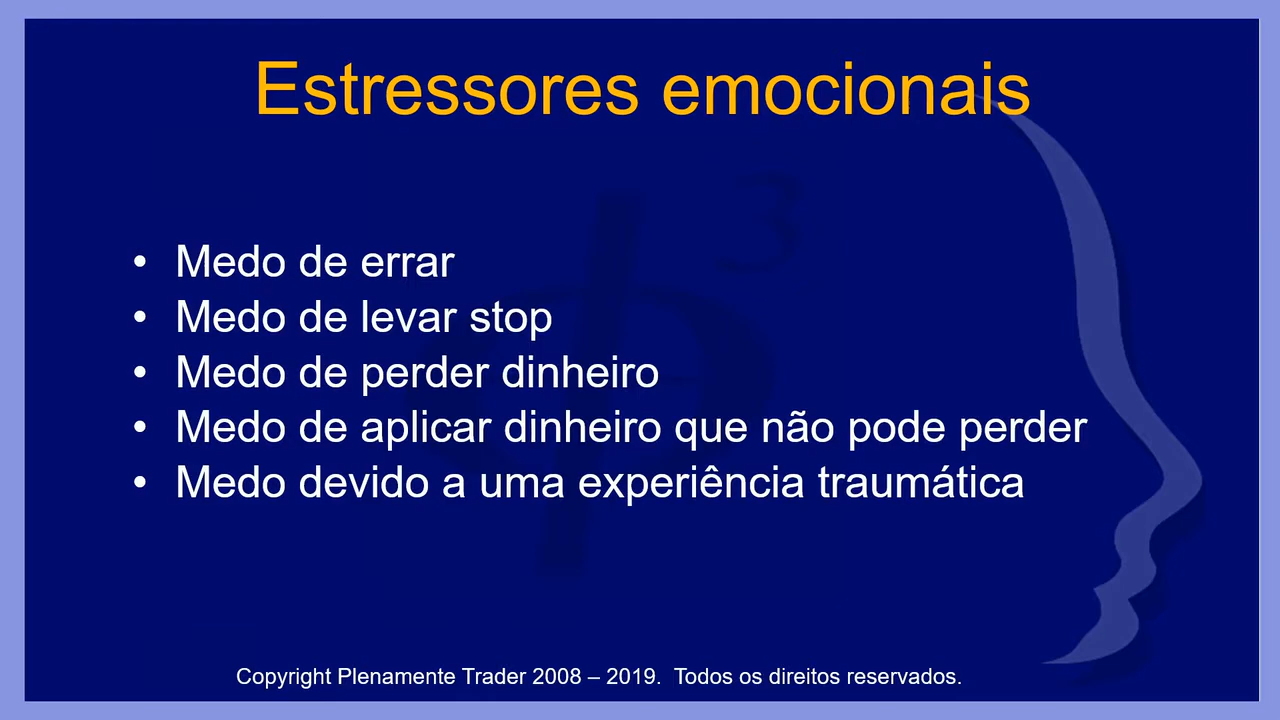 Estressores emocionais
• Medo de errar
• Medo de levar stop
• Medo de perder dinheiro
• Medo de aplicar dinheiro que não pode perder
• Medo devido a uma experiência traumática
Copyright Plenamente Trader 2008 – 2019.  Todos os direitos reservados.